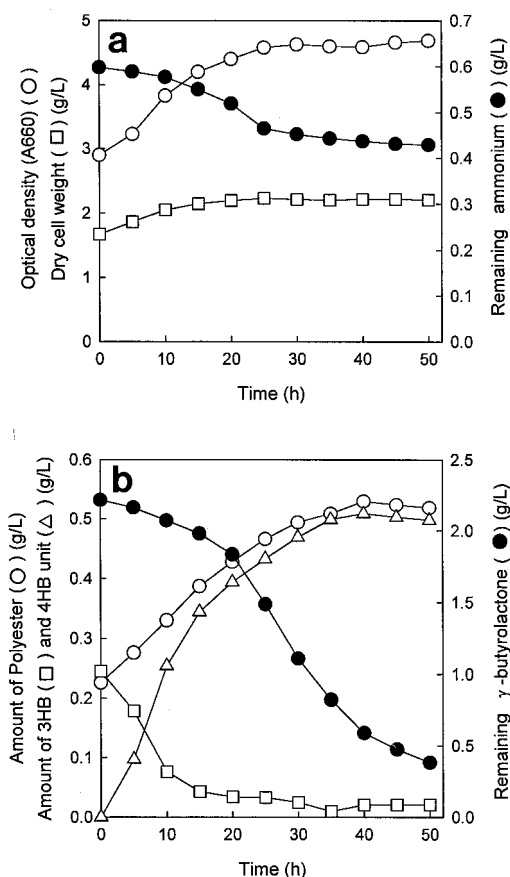 a
Optical density (A660) (○)
Dry cell weight (□) (g/L)
5
4
3
2
1
0
0.7
0.6
0.5
0.4
0.3
0.2
0.1
0.0
Remaining ammonium (●) (g/L)
0 10 20 30 40 50
Time (h)
b
Amount of Polyester (○) (g/L)
Amount of 3HB (□) and 4HB unit (△) (g/L)
0.6
0.5
0.4
0.3
0.2
0.1
0.0
2.5
2.0
1.5
1.0
0.5
0.0
Remaining γ-butyrolactone (●) (g/L)
0 10 20 30 40 50
Time (h)